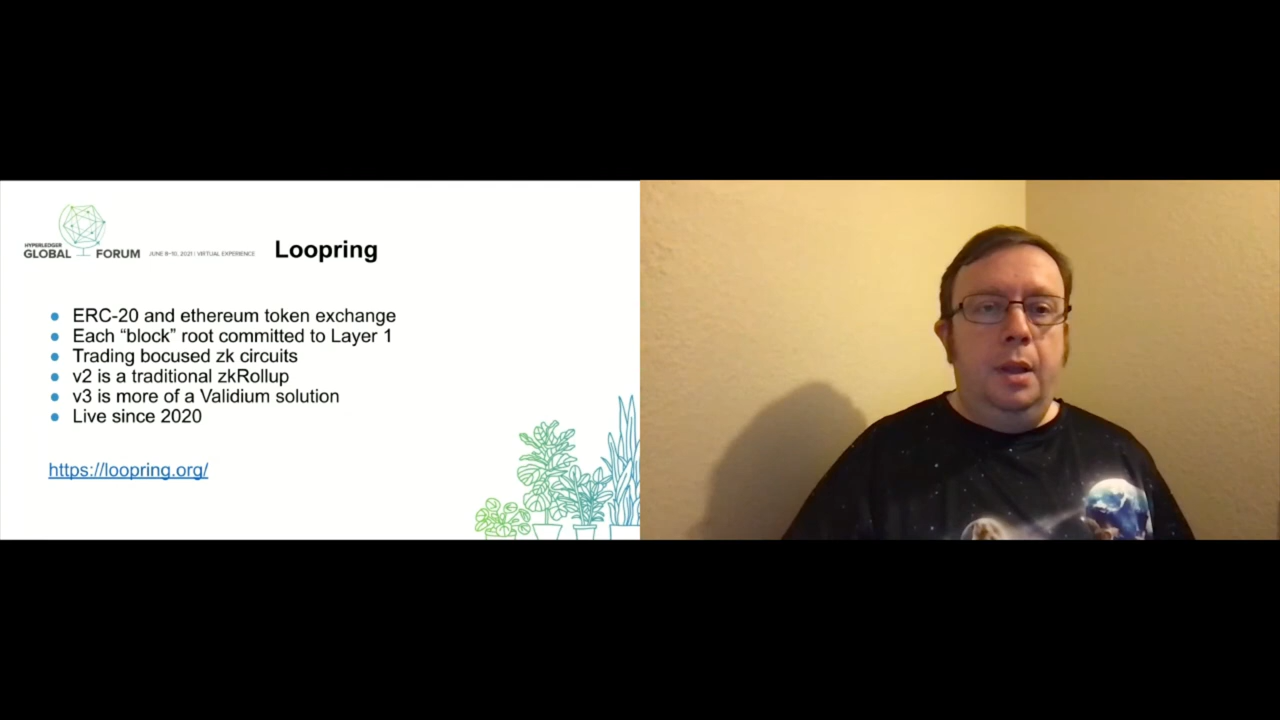 HYPERLEDGER
GLOBAL FORUM JUNE 8-10, 2021 | VIRTUAL EXPERIENCE
Loopring
ERC-20 and ethereum token exchange
Each “block” root committed to Layer 1
Trading bocused zk circuits
v2 is a traditional zkRollup
v3 is more of a Validium solution
Live since 2020
https://loopring.org/